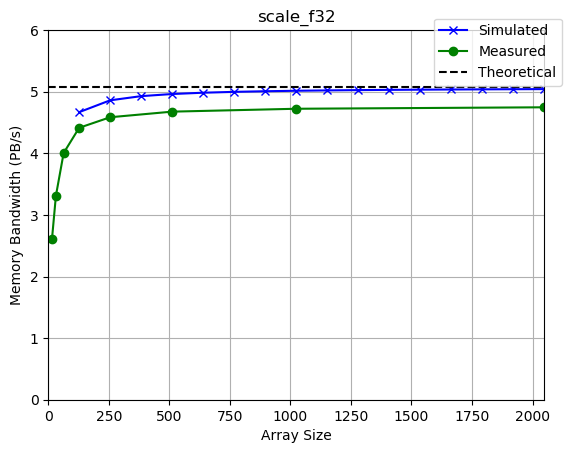 scale_f32
Simulated
Measured
Theoretical
Memory Bandwidth (PB/s)
6
5
4
3
2
1
0
0 250 500 750 1000 1250 1500 1750 2000
Array Size